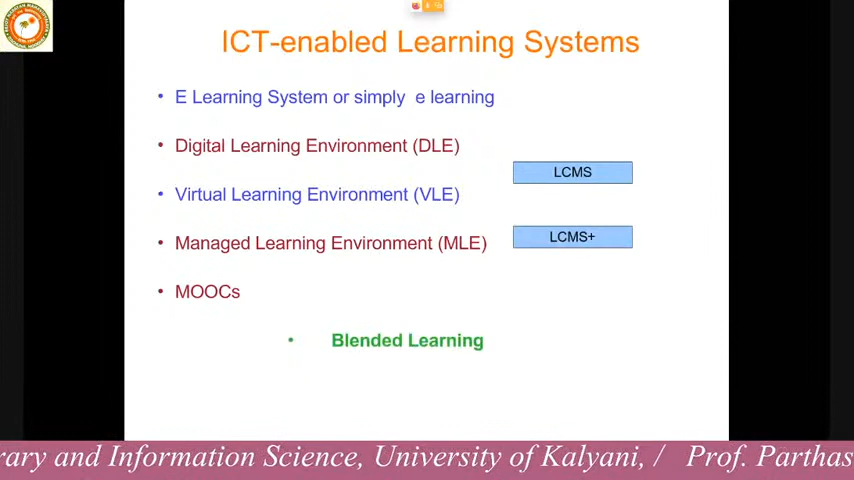 ICT-enabled Learning Systems
• E Learning System or simply e learning
• Digital Learning Environment (DLE)
LCMS
• Virtual Learning Environment (VLE)
• Managed Learning Environment (MLE)
LCMS+
• MOOCs
• Blended Learning
rary and Information Science, University of Kalyani, / Prof. Parthas